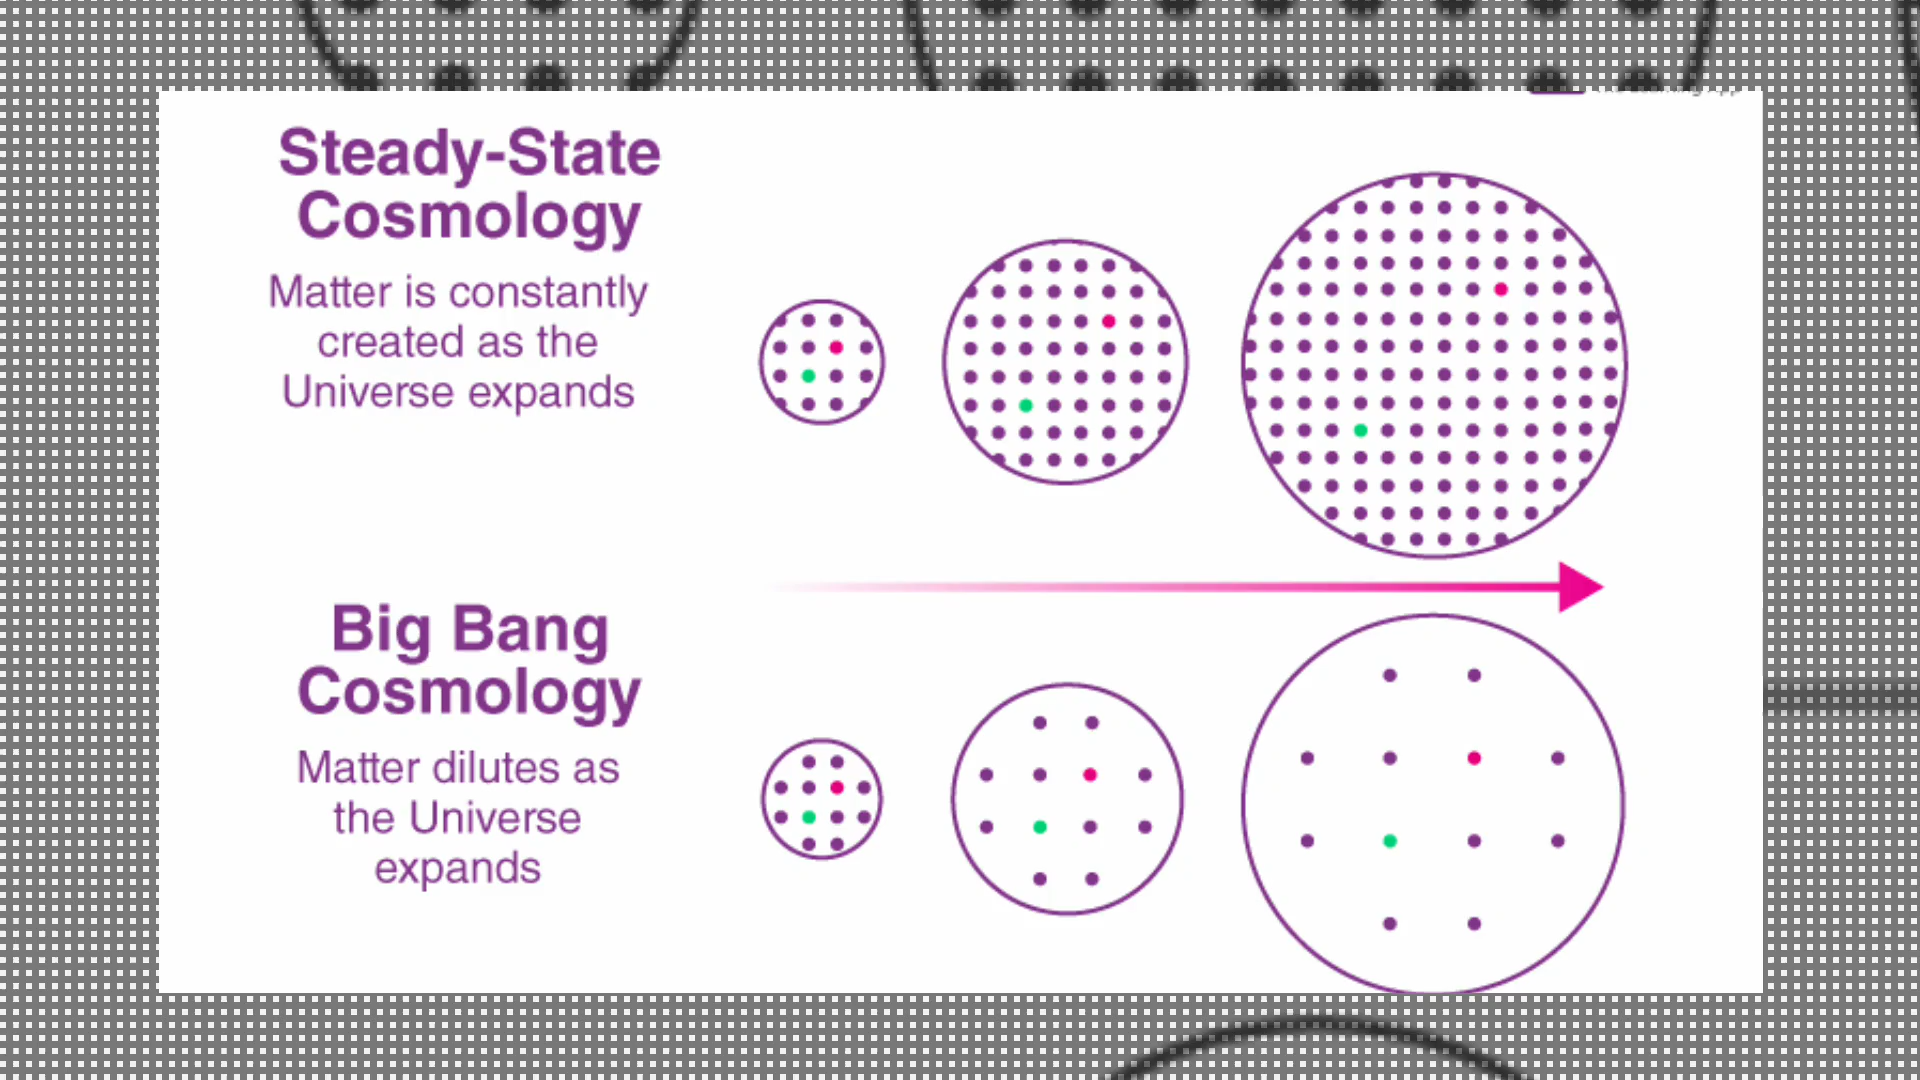 Steady-State
Cosmology
Matter is constantly
created as the
Universe expands
Big Bang
Cosmology
Matter dilutes as
the Universe
expands